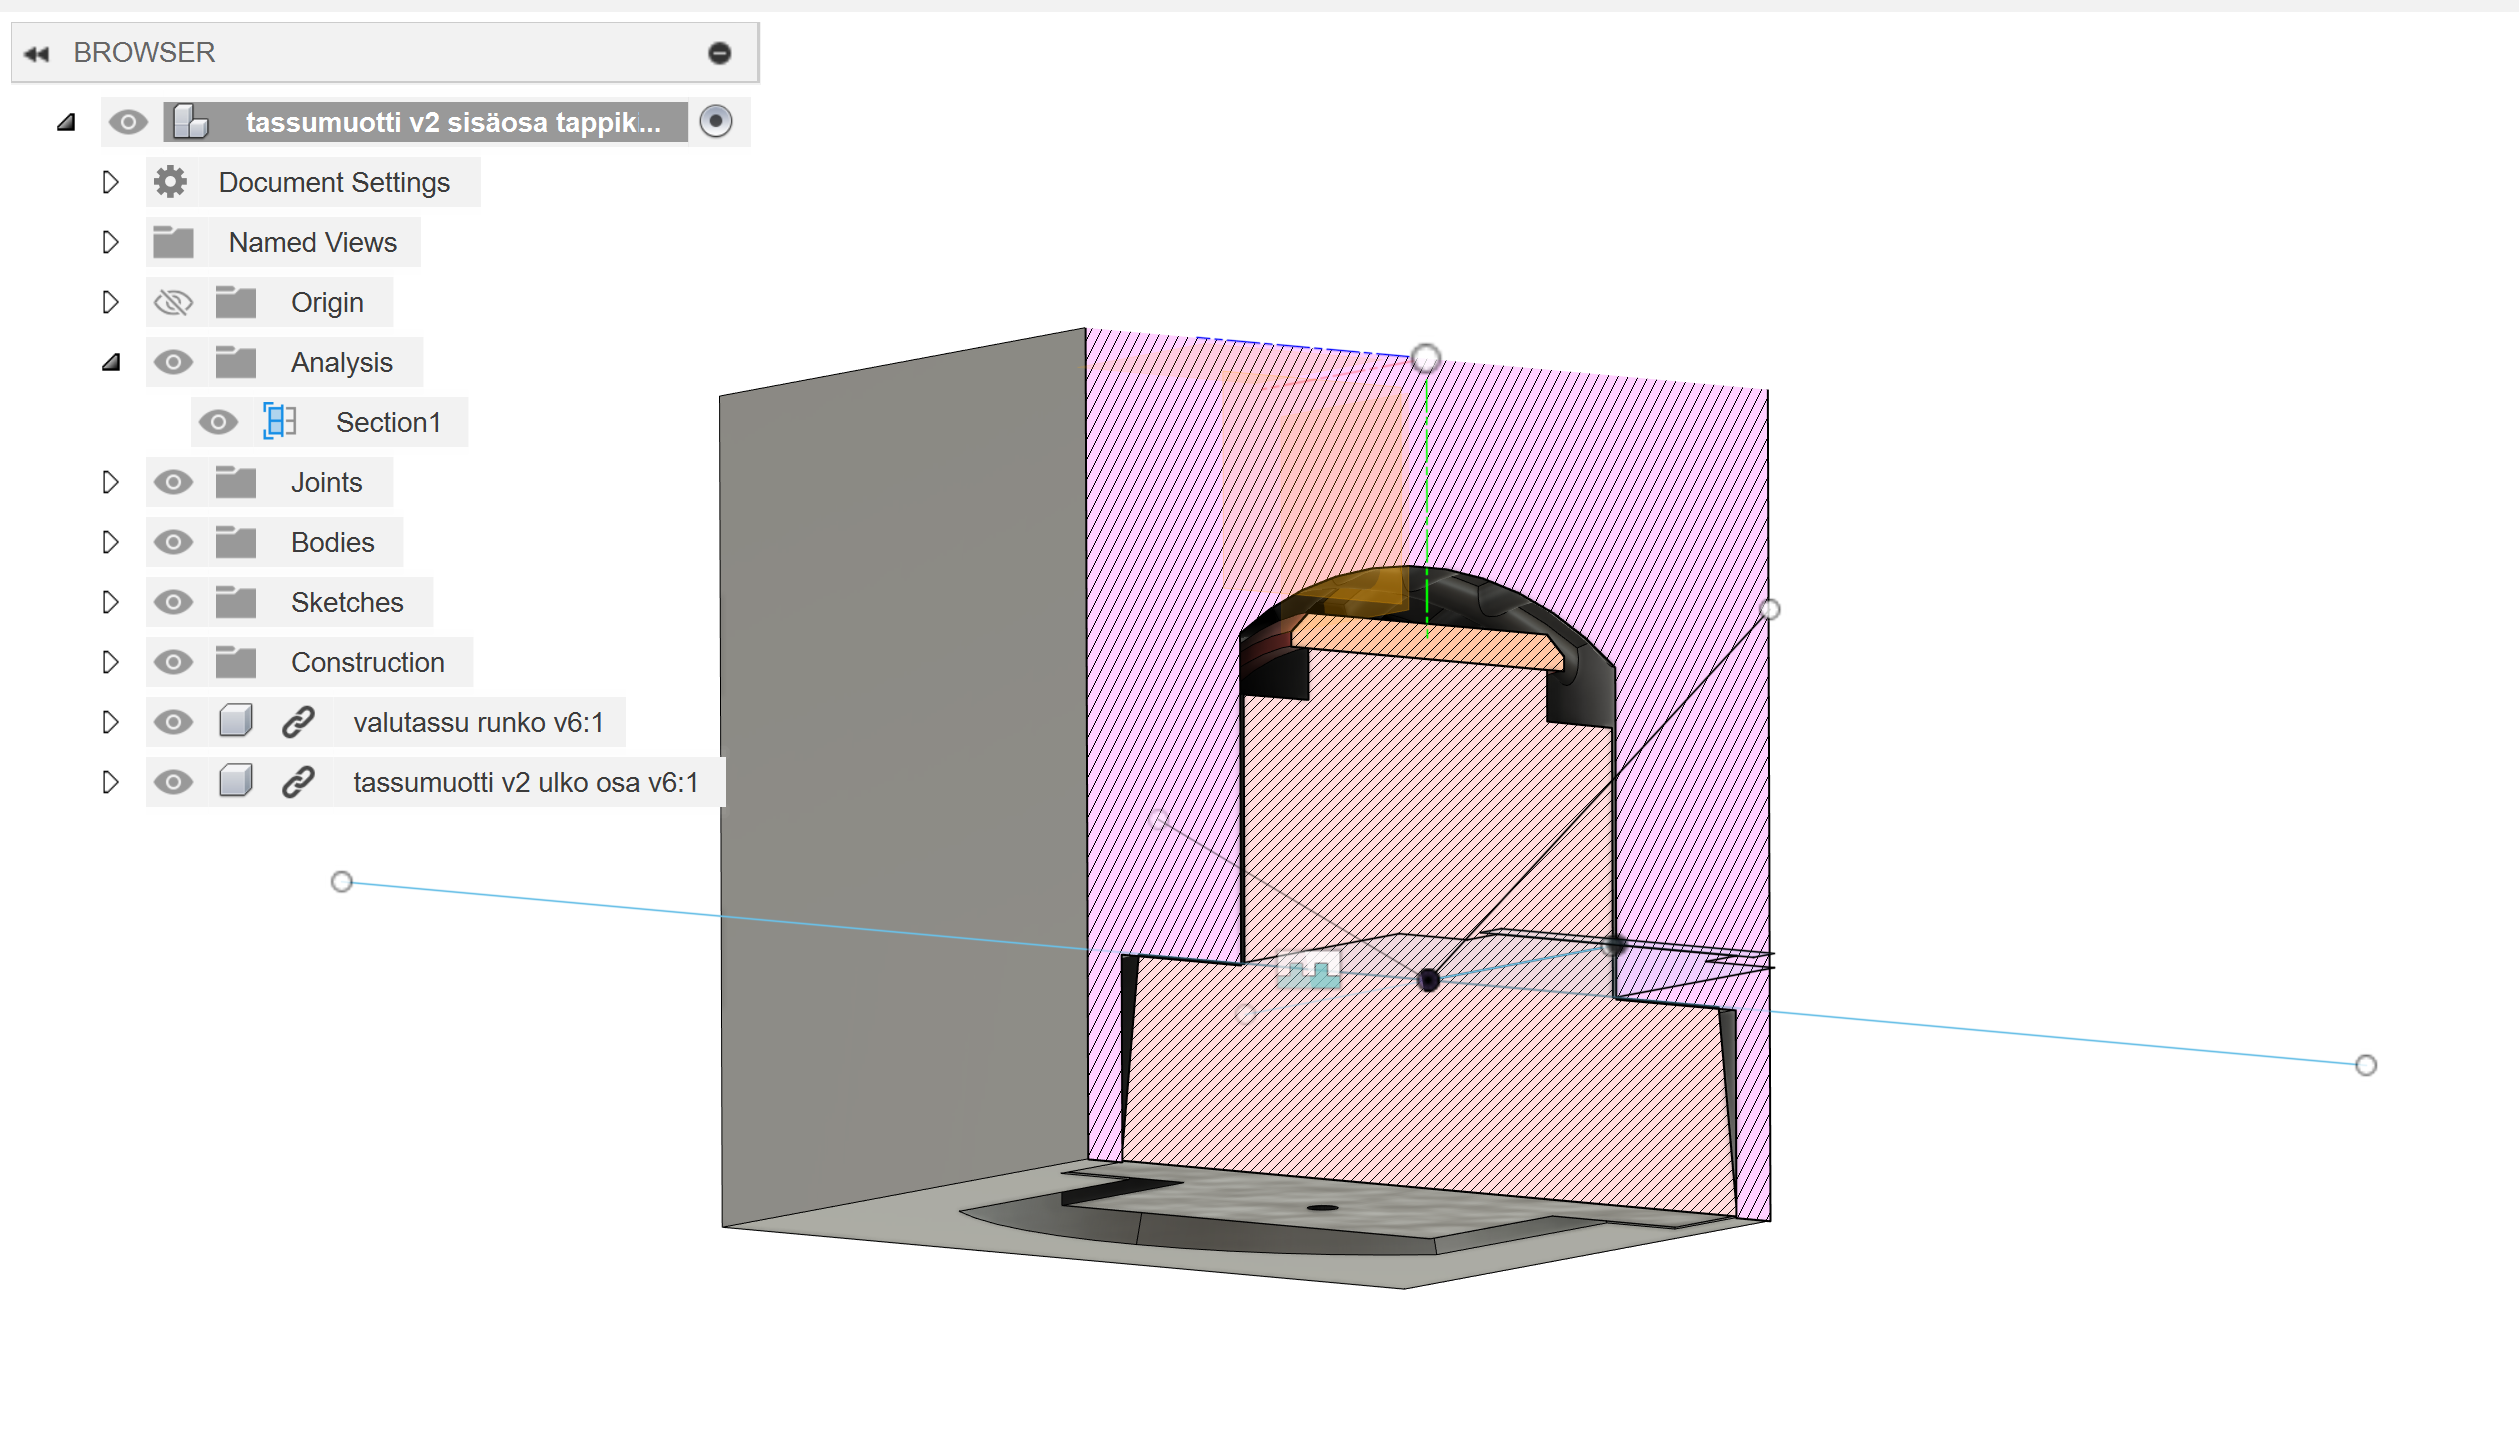 BROWSER
tassumuotti v2 sisäosa tappik...
Document Settings
Named Views
Origin
Analysis
Section1
Joints
Bodies
Sketches
Construction
valutassu runko v6:1
tassumuotti v2 ulko osa v6:1